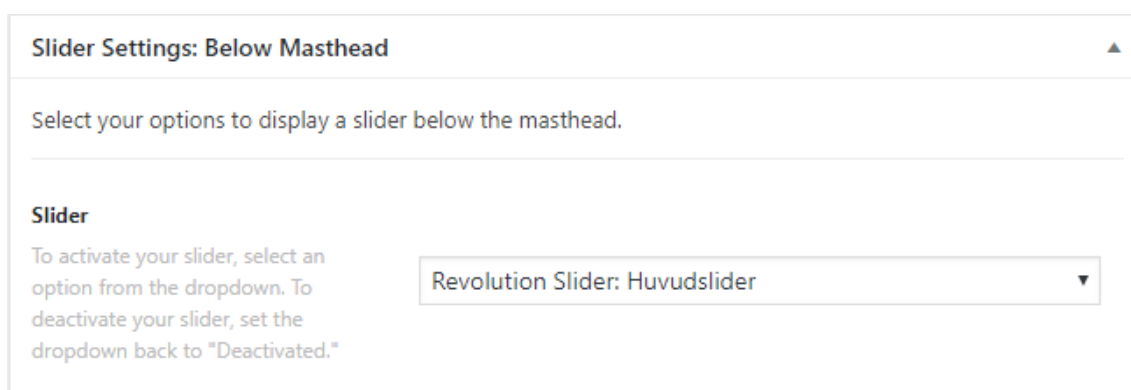 Slider Settings: Below Masthead
Select your options to display a slider below the masthead.
Slider
To activate your slider, select an
option from the dropdown. To
deactivate your slider, set the
dropdown back to "Deactivated."
Revolution Slider: Huvudslider